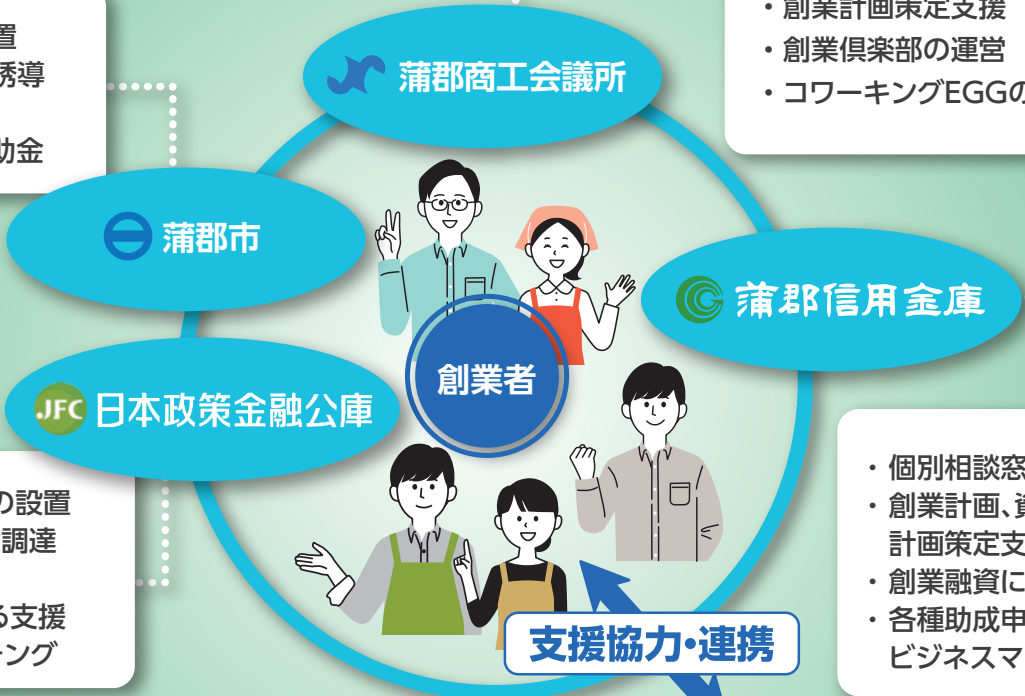 置
誘導
助金
蒲郡商工会議所
・創業計画策定支援
・創業倶楽部の運営
・コワーキングEGGの
蒲郡市
蒲郡信用金庫
創業者
JFC 日本政策金融公庫
の設置
調達
る支援
・個別相談窓
・創業計画、資
計画策定支
・創業融資に
・各種助成申
ビジネスマ
支援協力・連携